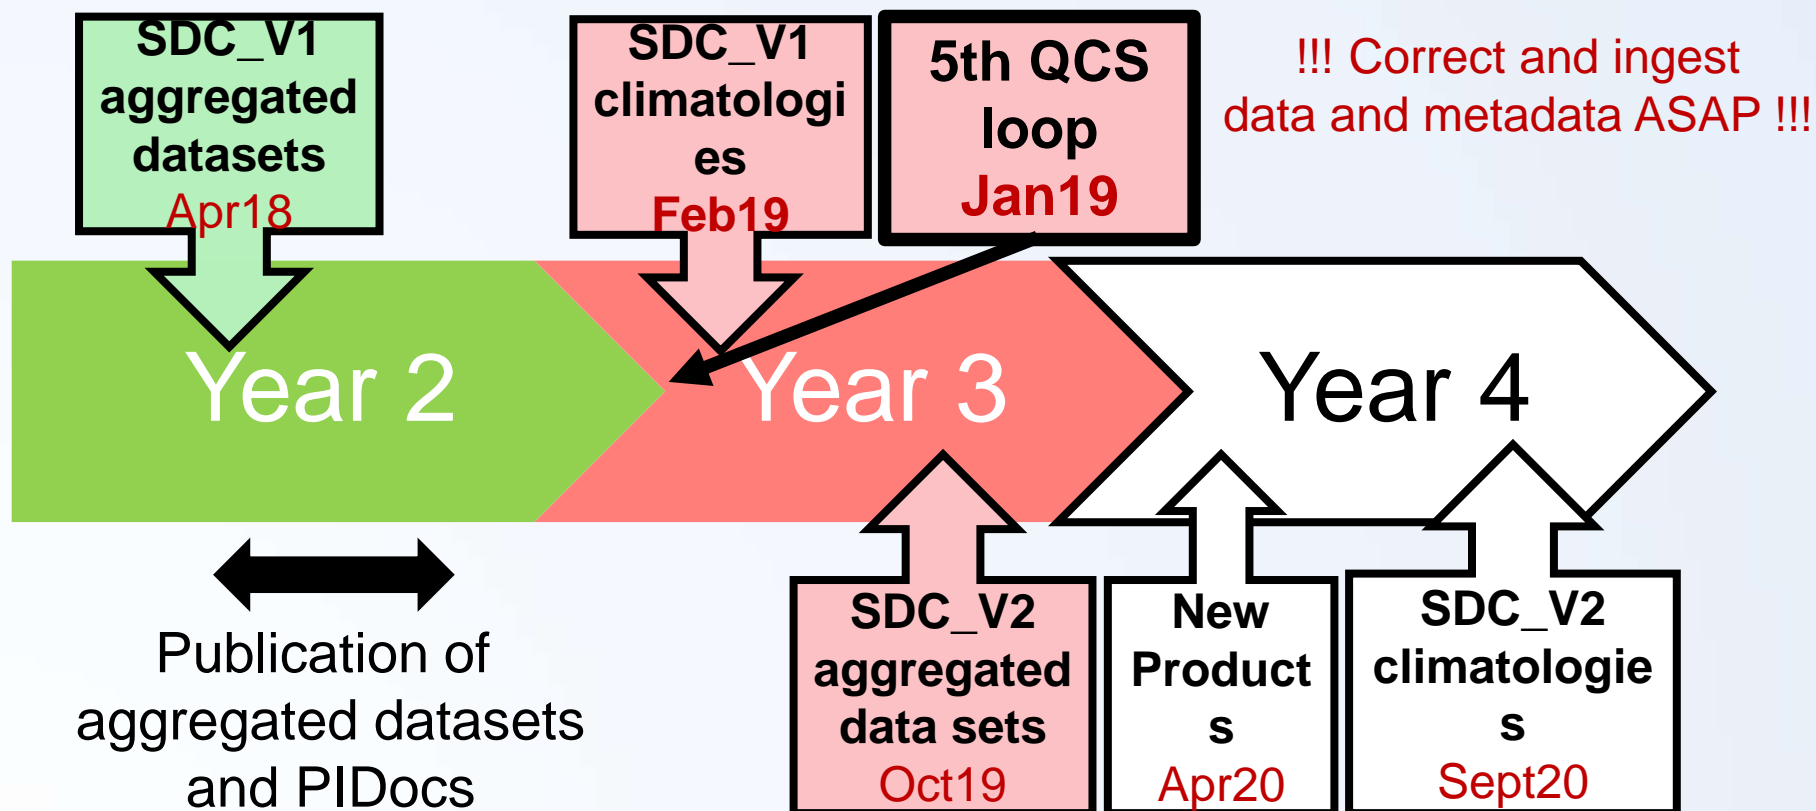 SDC_V1
aggregated
datasets
Apr18
SDC_V1
climatologi
es
Feb19
5th QCS
loop
Jan19
!!! Correct and ingest
data and metadata ASAP !!!
Year 2
Year 3
Year 4
Publication of
aggregated datasets
and PIDocs
SDC_V2
aggregated
data sets
Oct19
New
Product
s
Apr20
SDC_V2
climatologie
s
Sept20